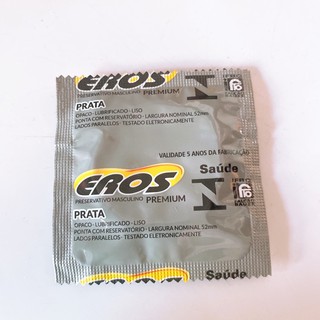 EROS
PRESERVATIVO MASCULINO PREMIUM
PRATA
OPACO - LUBRIFICADO - LISO
PONTA COM RESERVATÓRIO - LARGURA NOMINAL 52mm
LADOS PARALELOS - TESTADO ELETRONICAMENTE
VALIDADE 5 ANOS DA FABRICAÇÃO
Saúde
EROS
PRESERVATIVO MASCULINO PREMIUM
PRATA
OPACO - LUBRIFICADO - LISO
PONTA COM RESERVATÓRIO - LARGURA NOMINAL 52mm
LADOS PARALELOS - TESTADO ELETRONICAMENTE
Saúde
EROS